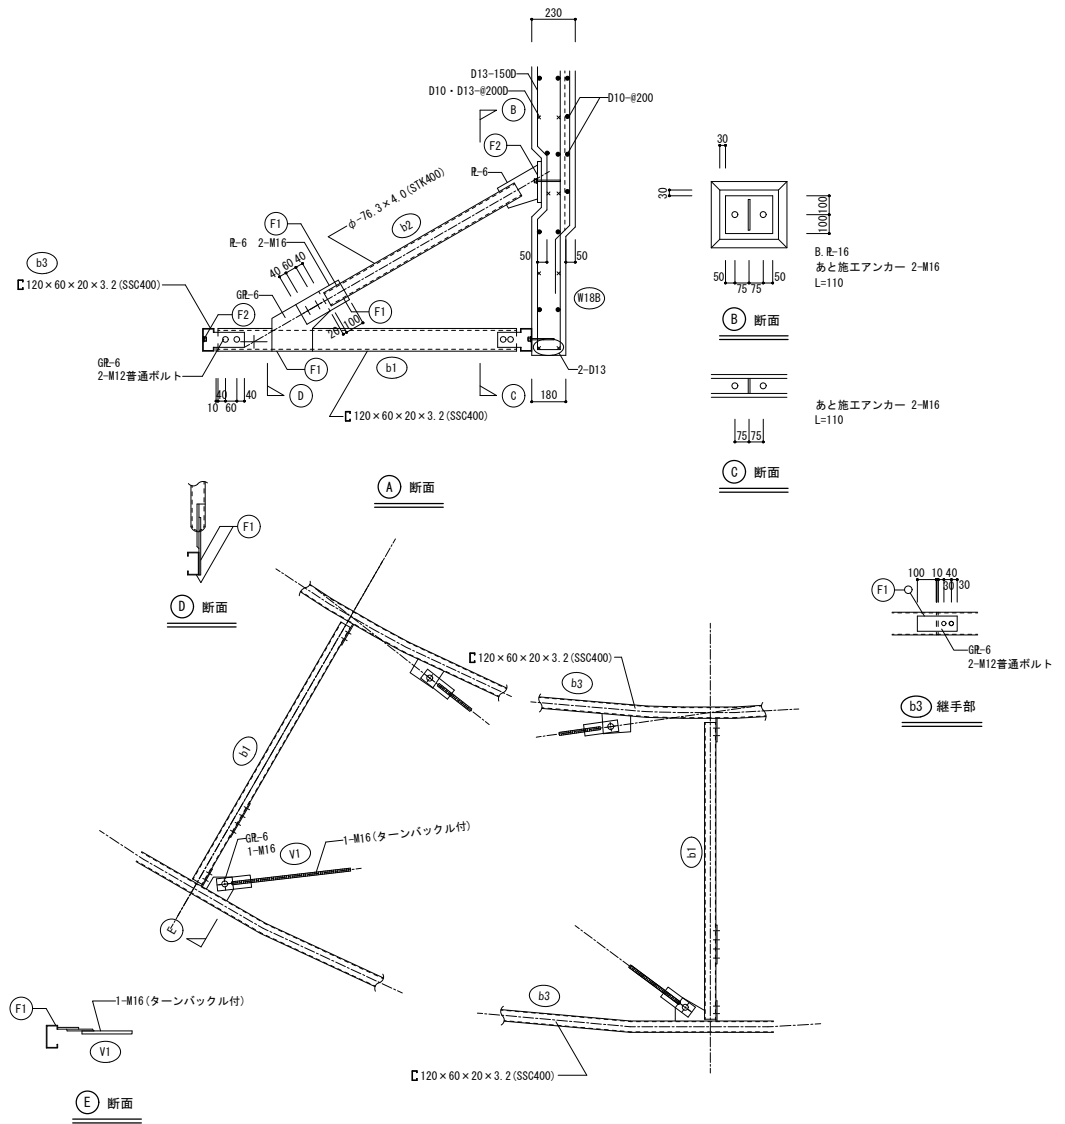 230
D13-150D
D10・D13-@200D
D10-@200
B
F2
PL-6
φ-76.3×4.0(STK400)
b2
F1
PL-6 2-M16
40 60 40
b3
[120×60×20×3.2(SSC400)
GPL-6
F2
F1
20 100
50
50
W18B
GPL-6
2-M12普通ボルト
F1
b1
2-D13
40 40
10 60
D
C
180
[120×60×20×3.2(SSC400)
A 断面
30
30
100
100
50 50
75 75
B.PL-16
あと施工アンカー 2-M16
L=110
B 断面
75 75
あと施工アンカー 2-M16
L=110
C 断面
F1
D 断面
100 10 40
30 30
F1
GPL-6
2-M12普通ボルト
b3 継手部
[120×60×20×3.2(SSC400)
b3
b1
GPL-6
1-M16
V1
1-M16(ターンバックル付)
b1
E
b3
[120×60×20×3.2(SSC400)
F1
1-M16(ターンバックル付)
V1
E 断面